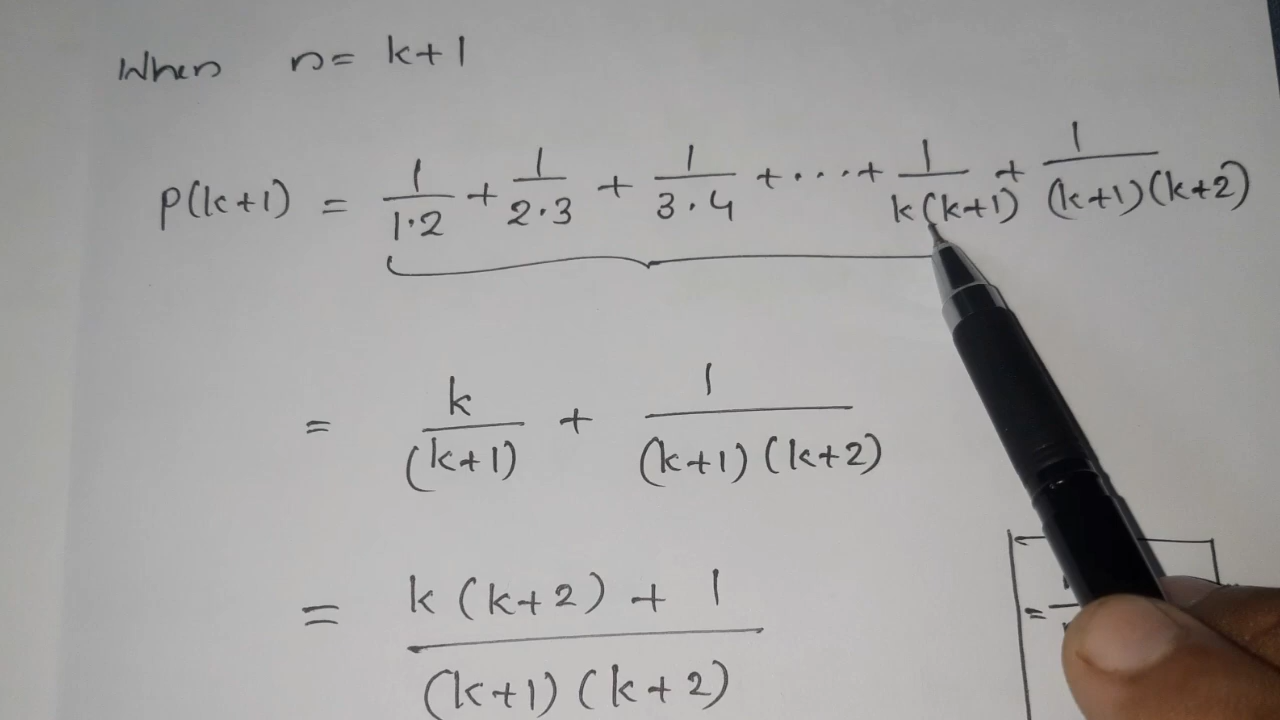 When n = k+1
P(k+1) = 1/1·2 + 1/2·3 + 1/3·4 + ....+ 1/k(k+1) + 1/(k+1)(k+2)
= k/(k+1) + 1/(k+1)(k+2)
= k(k+2) + 1/(k+1)(k+2)
=